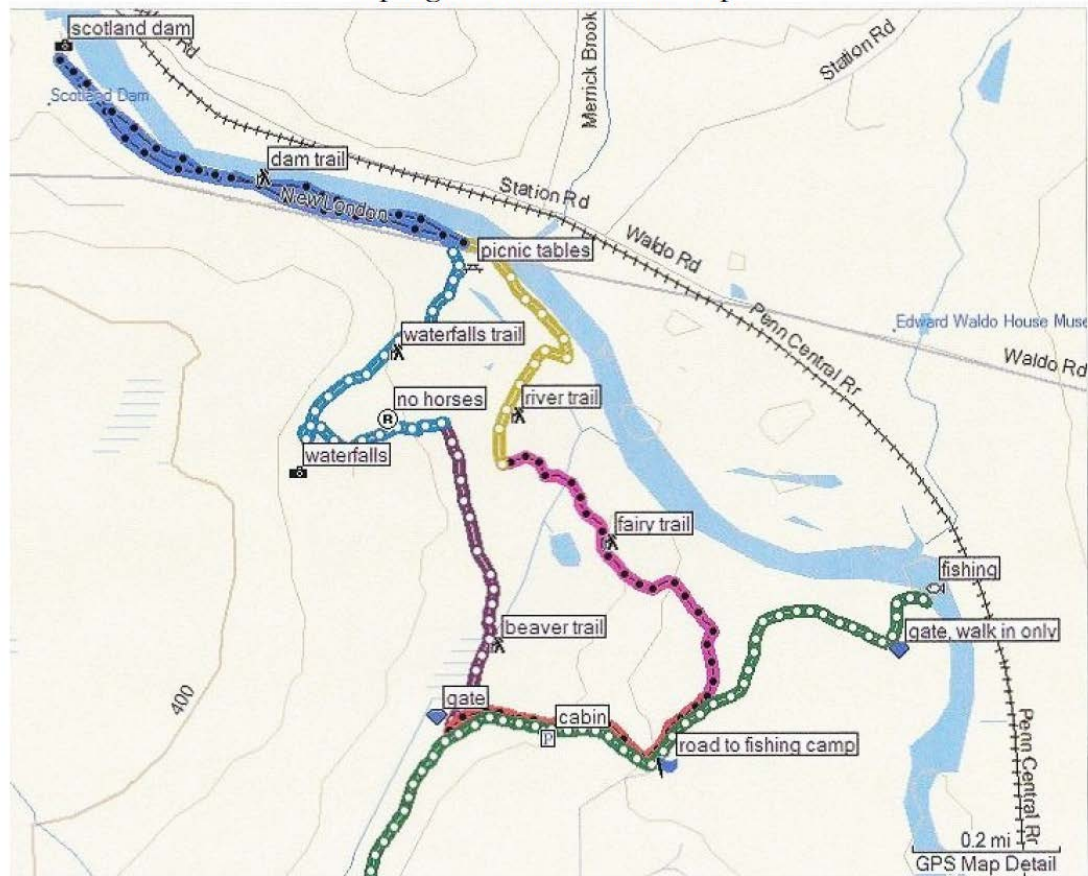 scotland dam
Rd
Scotland Dam
Merrick Brook
Station Rd
dam trail
New London
Station Rd
picnic tables
Waldo Rd
Penn Central Rr
Edward Waldo House Muse
Waldo Rd
waterfalls trail
no horses
R
river trail
waterfalls
fairy trail
fishing
beaver trail
gate, walk in only
400
gate
cabin
P
road to fishing camp
Penn Central Rr
0.2 mi
GPS Map Detail